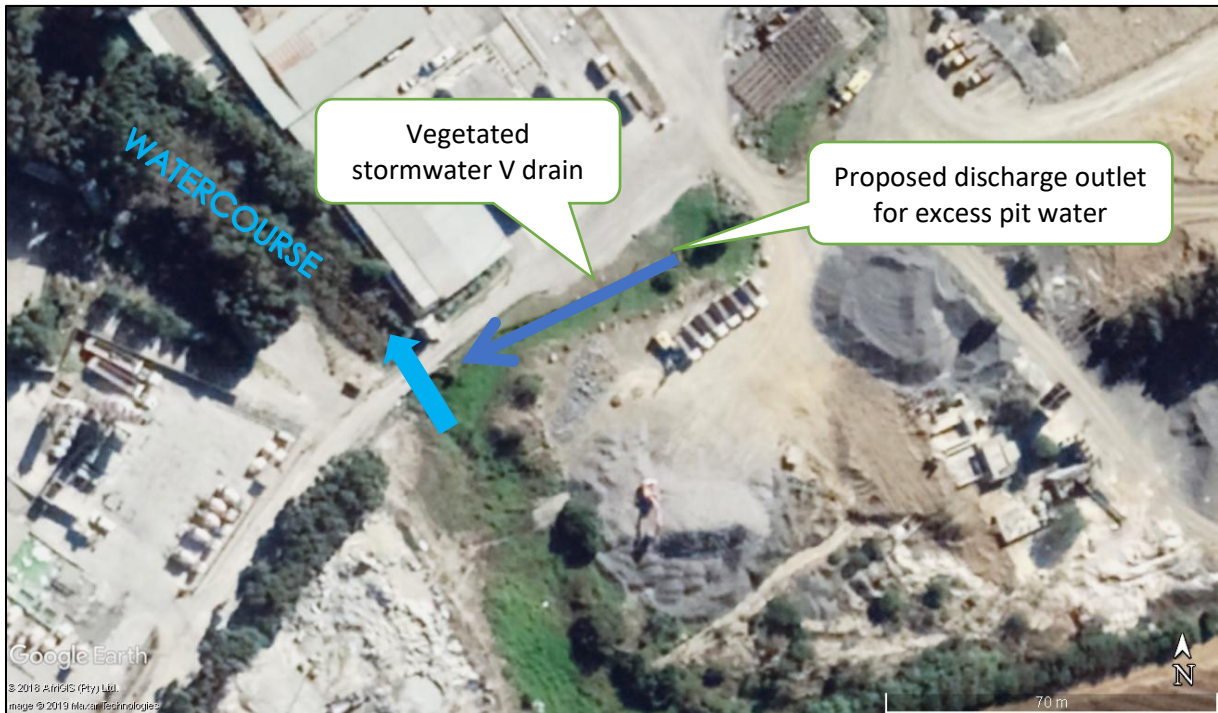 Vegetated
stormwater V drain
Proposed discharge outlet
for excess pit water
WATERCOURSE
Google Earth
© 2018 AfriGIS (Pty) Ltd.
mage © 2019 Maxar Technologies
N
70 m